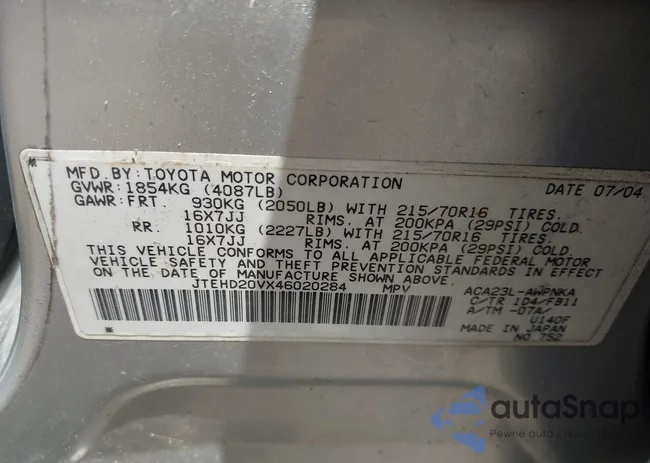 MFD.BY:TOYOTA MOTOR CORPORATION DATE 07/04
GVWR:1854KG (4087LB)
GAWR:FRT. 930KG (2050LB) WITH 215/70R16 TIRES.
16X7JJ RIMS. AT 200KPA (29PSI) COLD.
RR. 1010KG (2227LB) WITH 215/70R16 TIRES.
16X7JJ RIMS. AT 200KPA (29PSI) COLD.
THIS VEHICLE CONFORMS TO ALL APPLICABLE FEDERAL MOTOR
VEHICLE SAFETY AND THEFT PREVENTION STANDARDS IN EFFECT
ON THE DATE OF MANUFACTURE SHOWN ABOVE.
*JTEHD20VX46020284* MPV ACA23L-AWPNKA
C/TR 1D4/FB11
A/TM -07A/
U140F
MADE IN JAPAN
NO.752
autaSnap
Pewne auta z